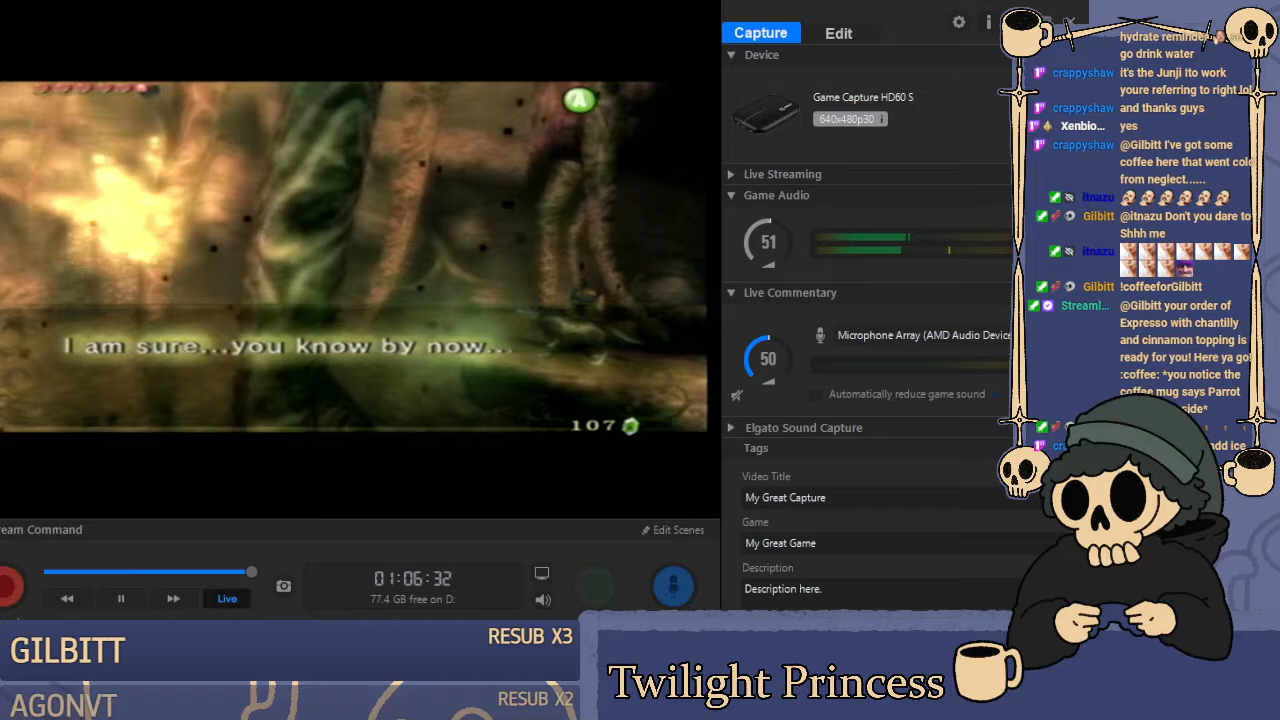 A
I am sure...you know by now...
107
eam Command
Edit Scenes
01:06:32
77.4 GB free on D:
Live
Capture
Edit
Device
Game Capture HD60 S
640x480p30
Live Streaming
Game Audio
51
Live Commentary
Microphone Array (AMD Audio Device
50
Automatically reduce game sound
Elgato Sound Capture
Tags
Video Title
My Great Capture
Game
My Great Game
Description
Description here.
hydrate reminder
go drink water
crappyshaw it's the Junji Ito work
youre referring to right lol
crappyshaw and thanks guys
Xenbio... yes
crappyshaw @Gilbitt I've got some
coffee here that went cold
from neglect......
itnazu
Gilbitt @itnazu Don't you dare to
Shhh me
itnazu
Gilbitt !coffeeforGilbitt
Streaml... @Gilbitt your order of
Expresso with chantilly
and cinnamon topping is
ready for you! Here ya go!
:coffee: *you notice the
coffee mug says Parrot
side*
add ice
GILBITT
RESUB X3
AGONVT
RESUB X2
Twilight Princess